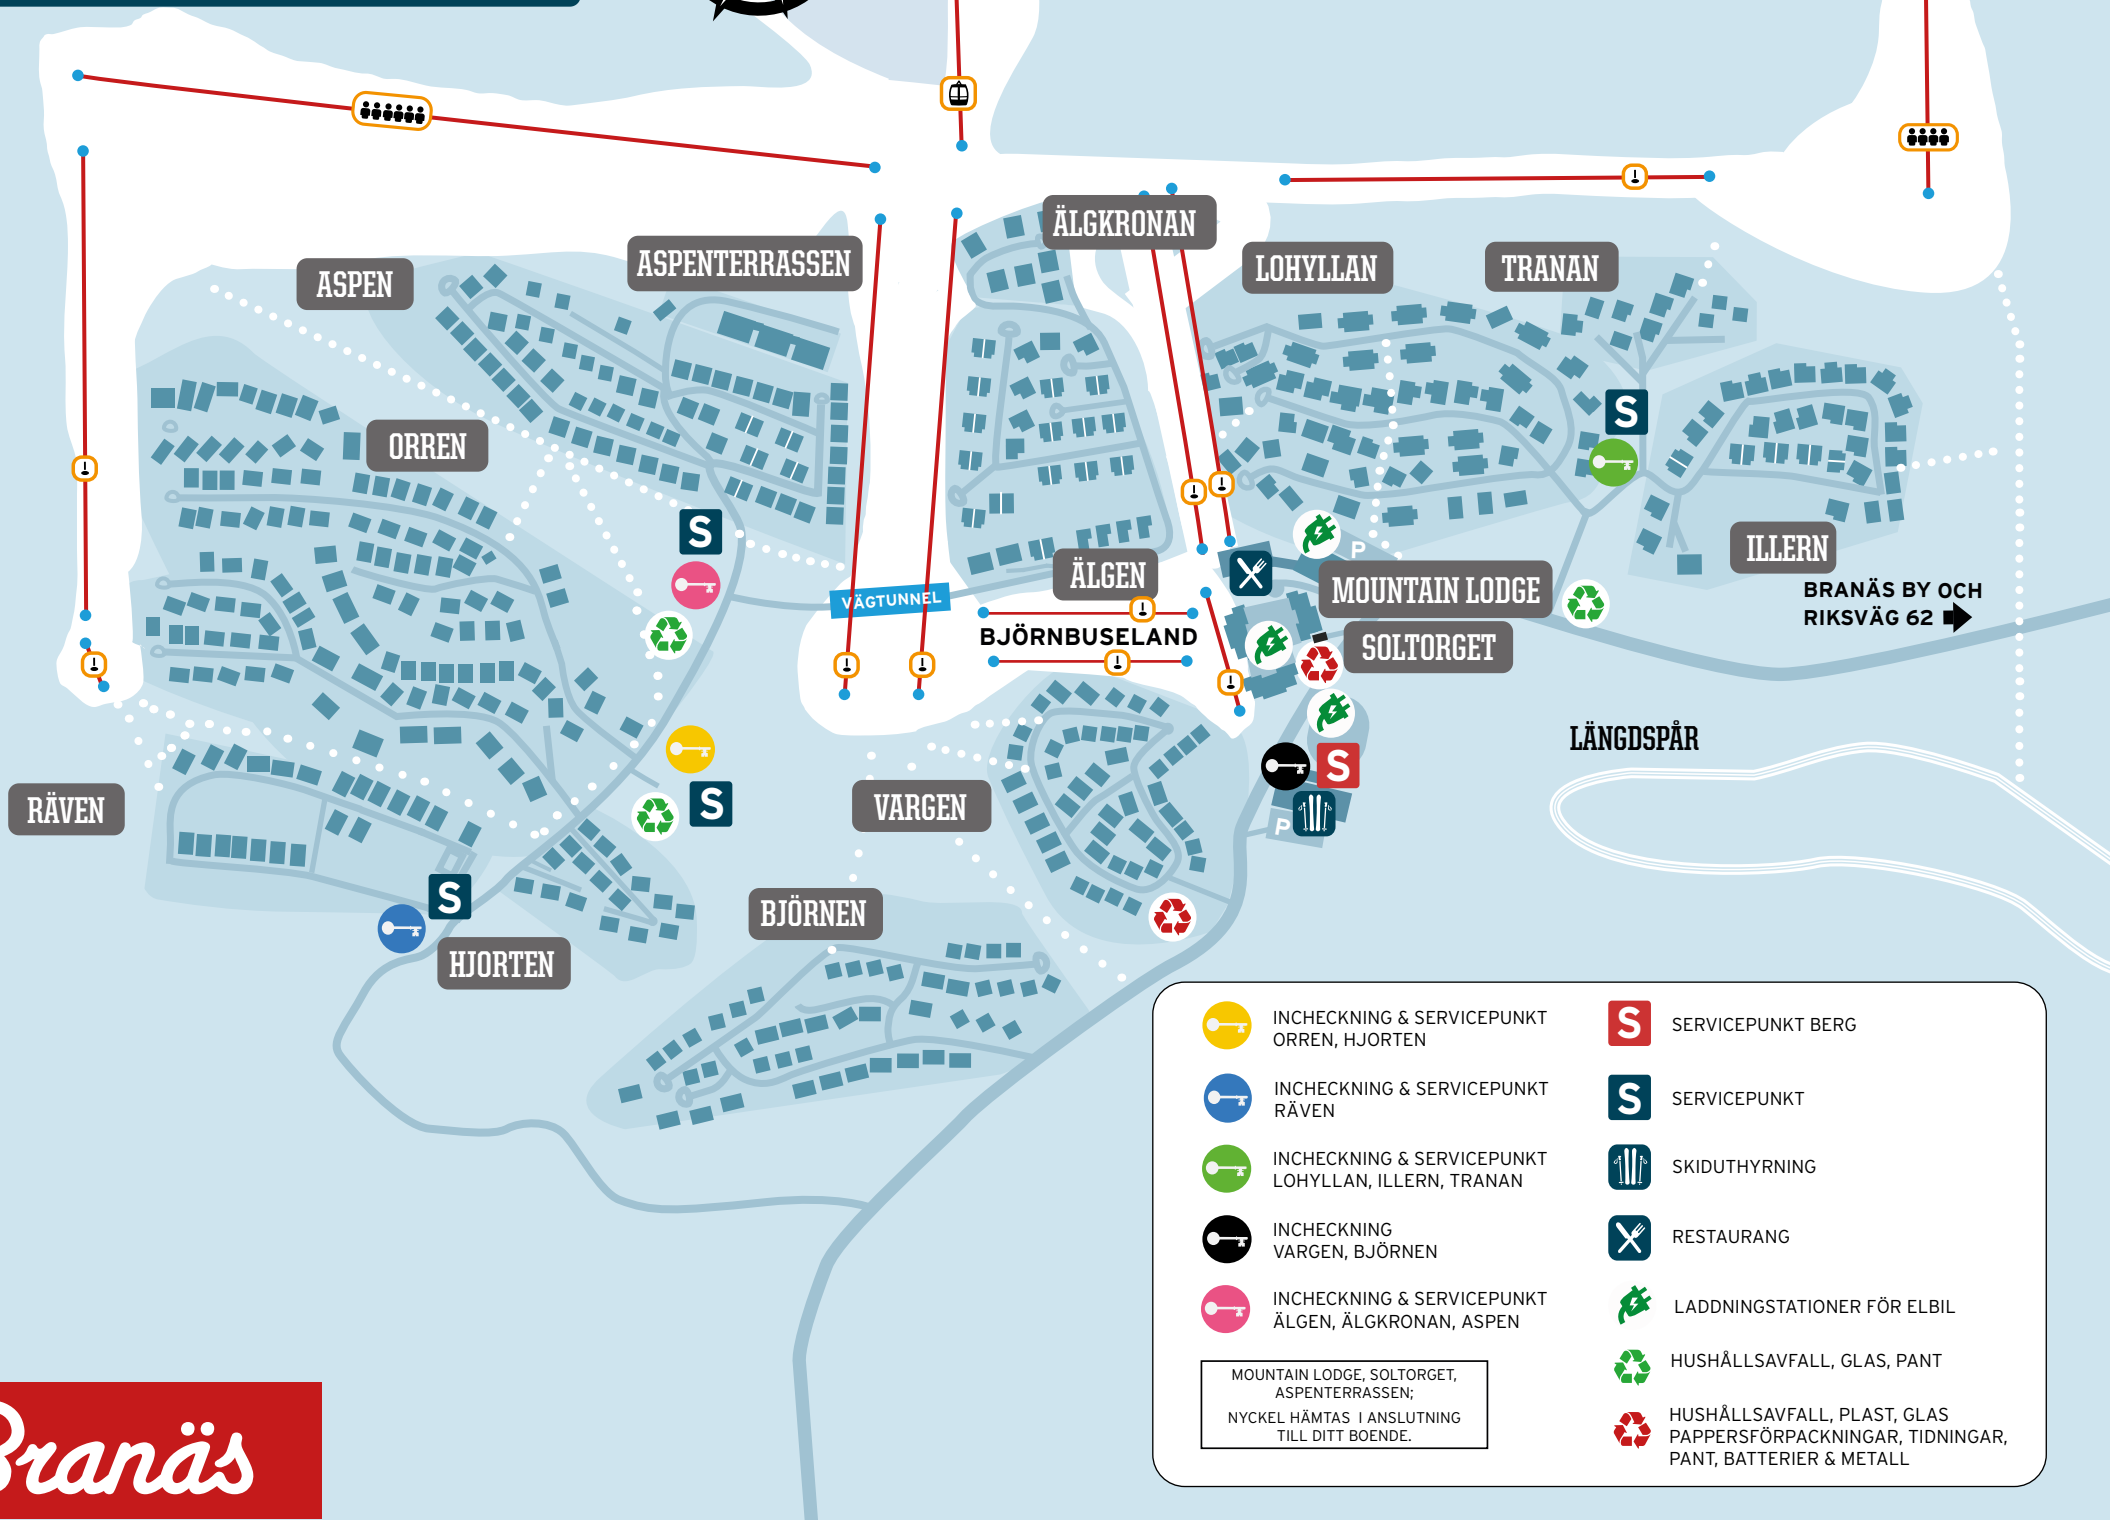 ÄLGKRONAN
ASPENTERRASSEN
LOHYLLAN
TRANAN
ASPEN
ORREN
S
S
ILLERN
P
ÄLGEN
MOUNTAIN LODGE
BRANÄS BY OCH
RIKSVÄG 62
VÄGTUNNEL
BJÖRNBUSELAND
SOLTORGET
LÄNGDSPÅR
S
RÄVEN
S
VARGEN
P
S
BJÖRNEN
HJORTEN
INCHECKNING & SERVICEPUNKT
ORREN, HJORTEN
INCHECKNING & SERVICEPUNKT
RÄVEN
INCHECKNING & SERVICEPUNKT
LOHYLLAN, ILLERN, TRANAN
INCHECKNING
VARGEN, BJÖRNEN
INCHECKNING & SERVICEPUNKT
ÄLGEN, ÄLGKRONAN, ASPEN
MOUNTAIN LODGE, SOLTORGET,
ASPENTERRASSEN;
NYCKEL HÄMTAS I ANSLUTNING
TILL DITT BOENDE.
S SERVICEPUNKT BERG
S SERVICEPUNKT
SKIDUTHYRNING
RESTAURANG
LADDNINGSTATIONER FÖR ELBIL
HUSHÅLLSAVFALL, GLAS, PANT
HUSHÅLLSAVFALL, PLAST, GLAS
PAPPERSFÖRPACKNINGAR, TIDNINGAR,
PANT, BATTERIER & METALL
Branäs